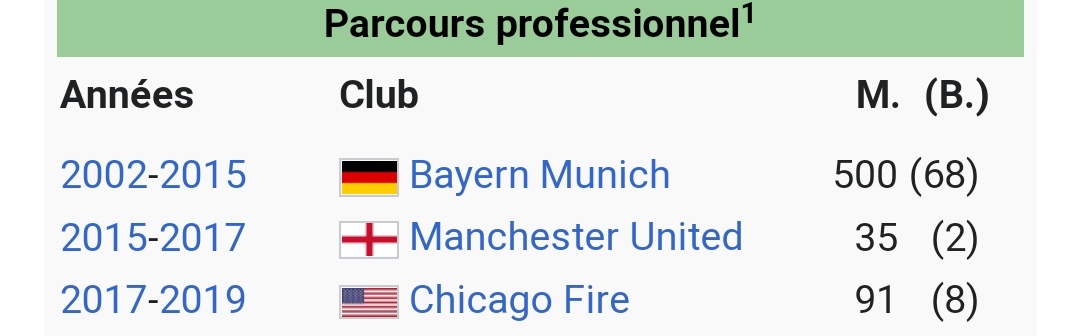 Parcours professionnel1
Années Club M. (B.)
2002-2015 Bayern Munich 500 (68)
2015-2017 Manchester United 35 (2)
2017-2019 Chicago Fire 91 (8)